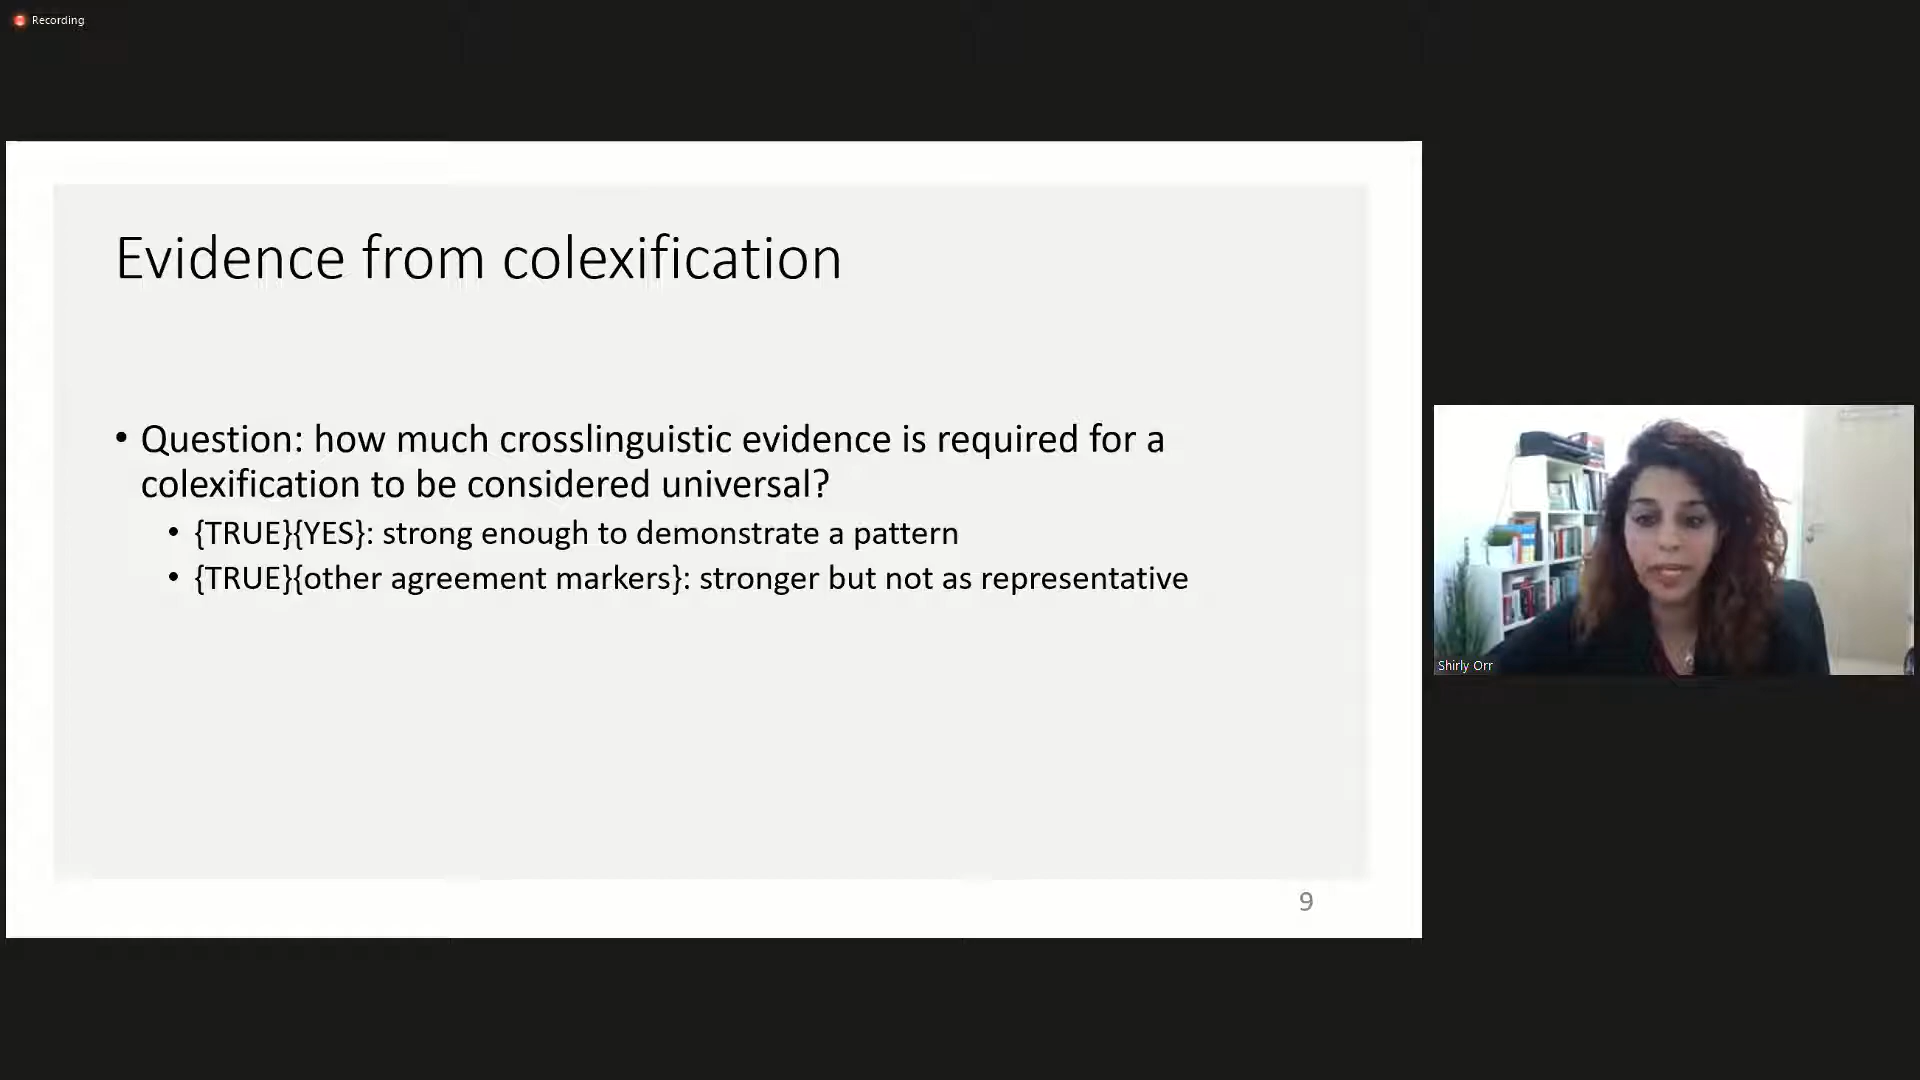 Recording
Evidence from colexification
• Question: how much crosslinguistic evidence is required for a
colexification to be considered universal?
• {TRUE}{YES}: strong enough to demonstrate a pattern
• {TRUE}{other agreement markers}: stronger but not as representative
9
Shirly Orr